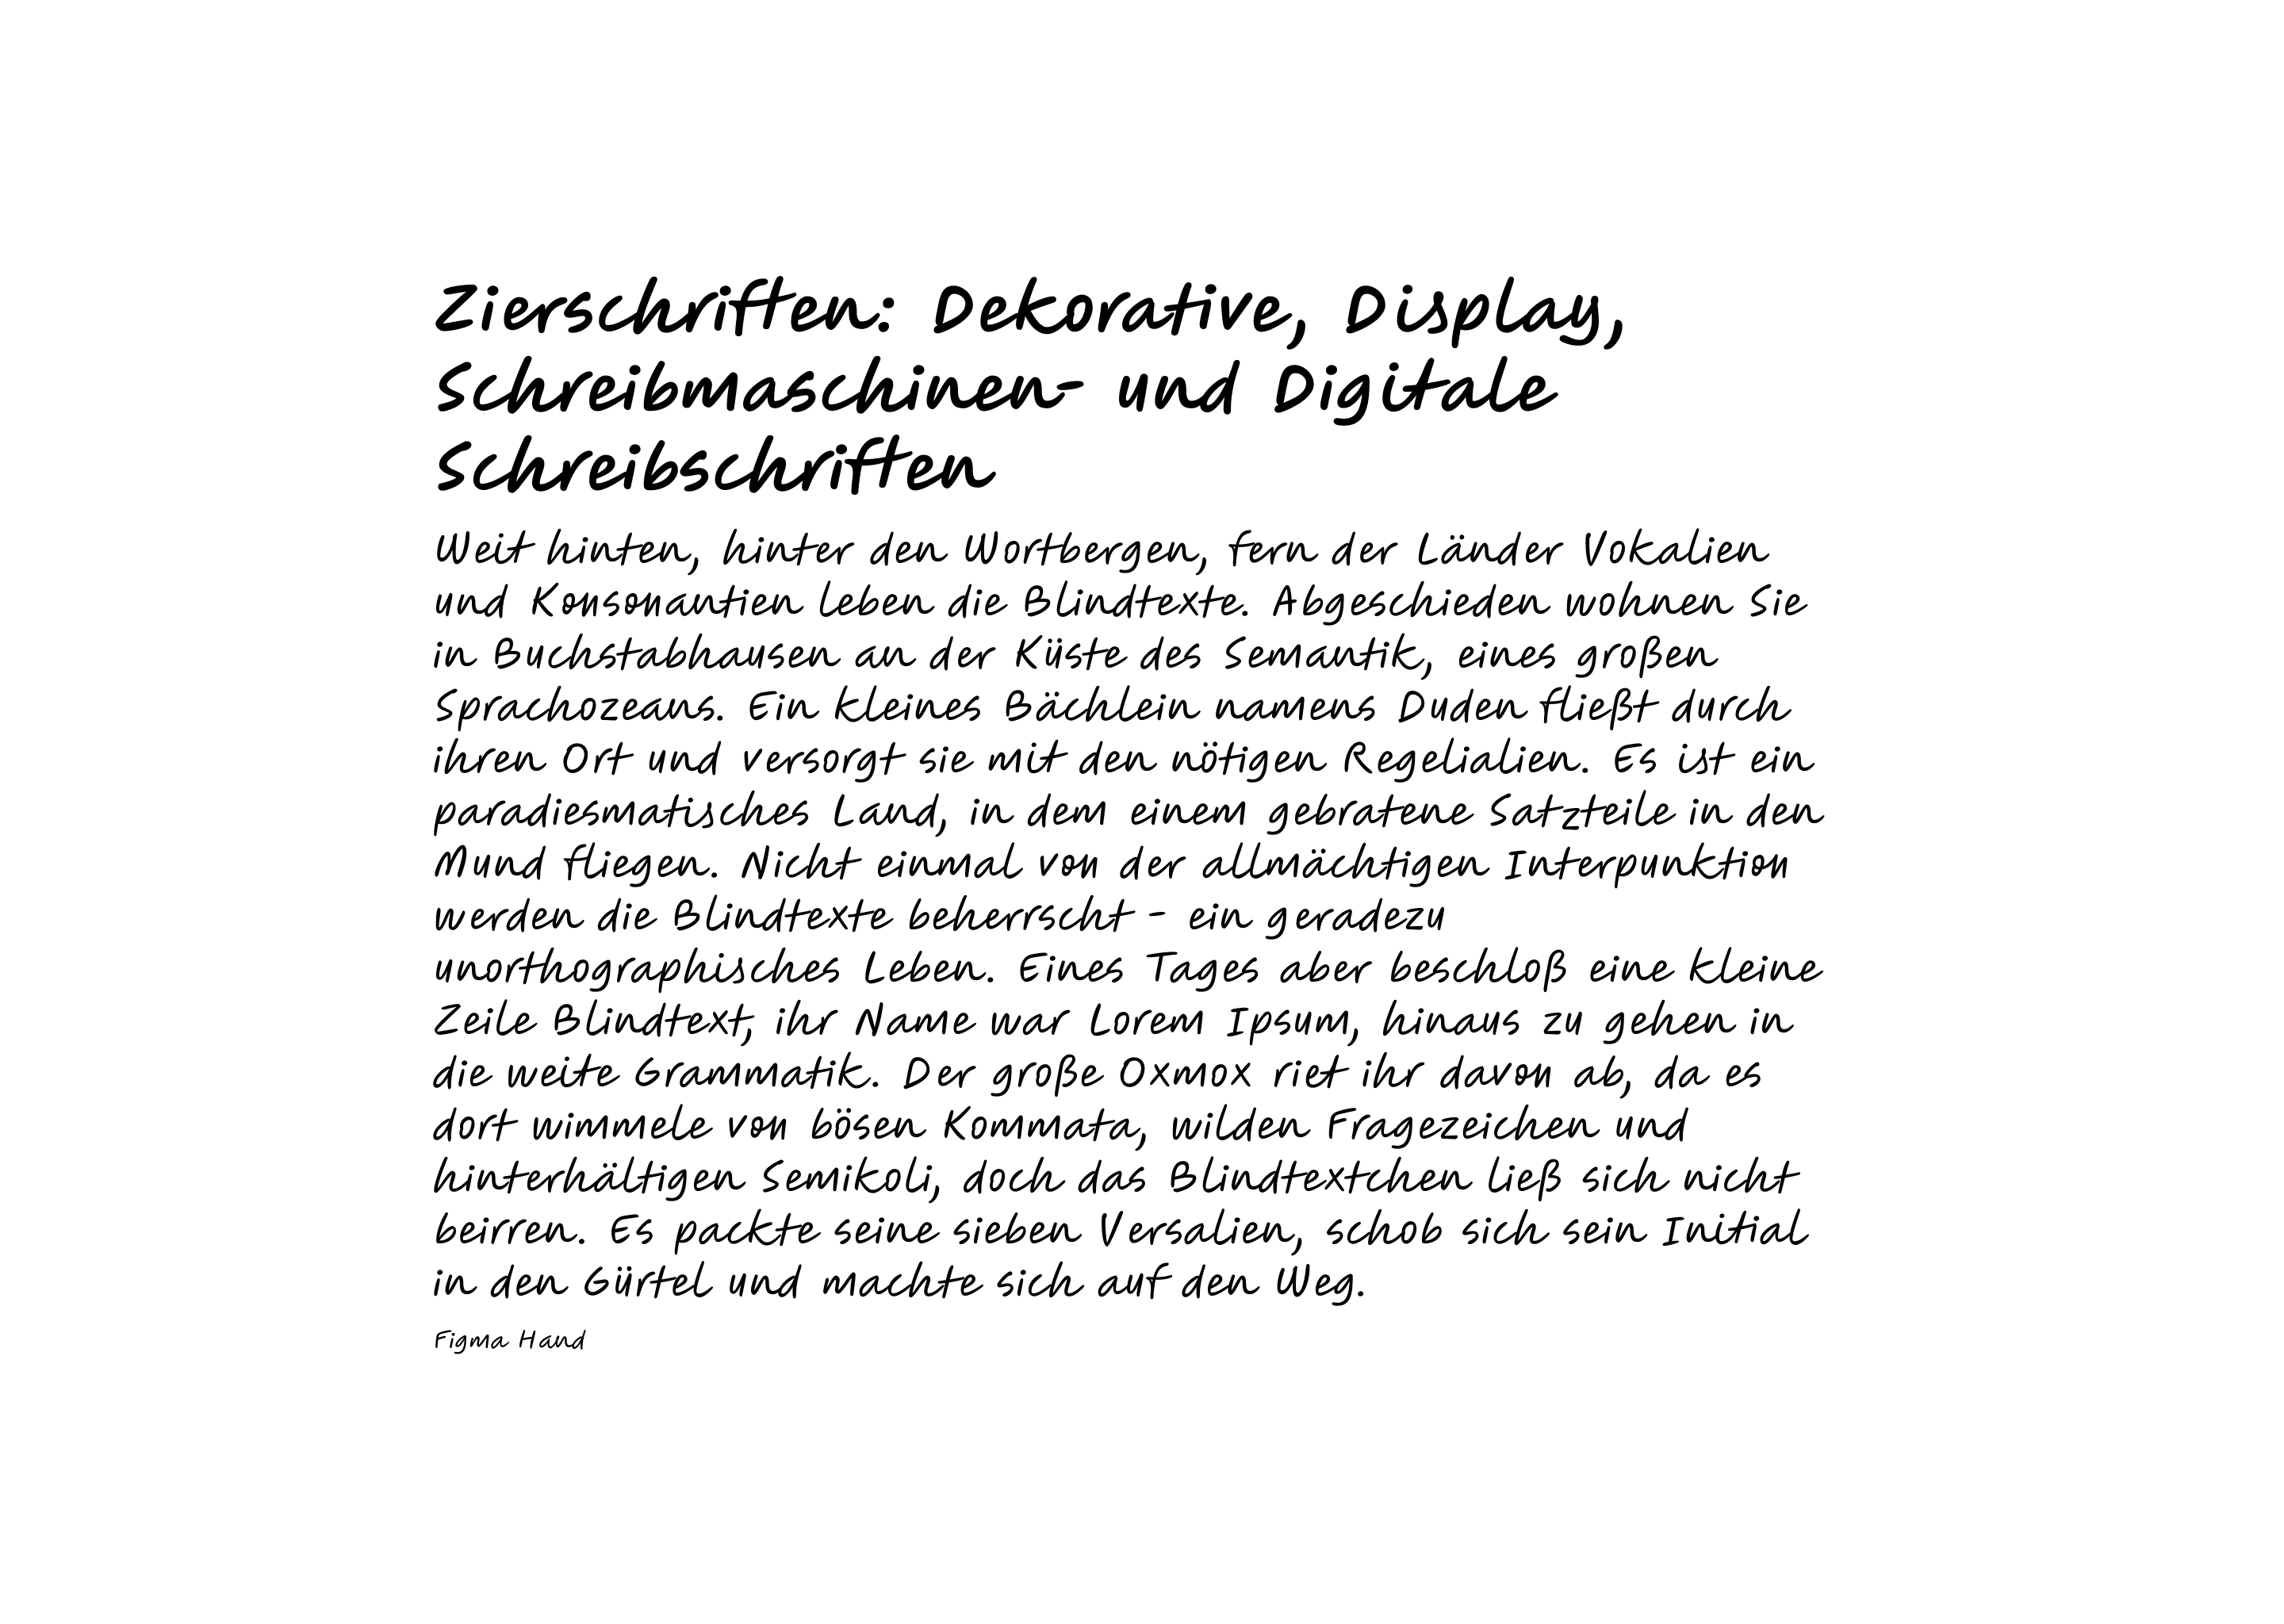 Zierschriften: Dekorative, Display,
Schreibmaschinen- und Digitale
Schreibschriften
Weit hinten, hinter den Wortbergen, fern der Länder Vokalien
und Konsonantien leben die Blindtexte. Abgeschieden wohnen Sie
in Buchstabhausen an der Küste des Semantik, eines großen
Sprachozeans. Ein kleines Bächlein namens Duden fließt durch
ihren Ort und versorgt sie mit den nötigen Regelialien. Es ist ein
paradiesmatisches Land, in dem einem gebratene Satzteile in den
Mund fliegen. Nicht einmal von der allmächtigen Interpunktion
werden die Blindtexte beherrscht - ein geradezu
unorthographisches Leben. Eines Tages aber beschloß eine kleine
Zeile Blindtext, ihr Name war Lorem Ipsum, hinaus zu gehen in
die weite Grammatik. Der große Oxmox riet ihr davon ab, da es
dort wimmele von bösen Kommata, wilden Fragezeichen und
hinterhältigen Semikoli, doch das Blindtextchen ließ sich nicht
beirren. Es packte seine sieben Versalien, schob sich sein Initial
in den Gürtel und machte sich auf den Weg.
Figma Hand